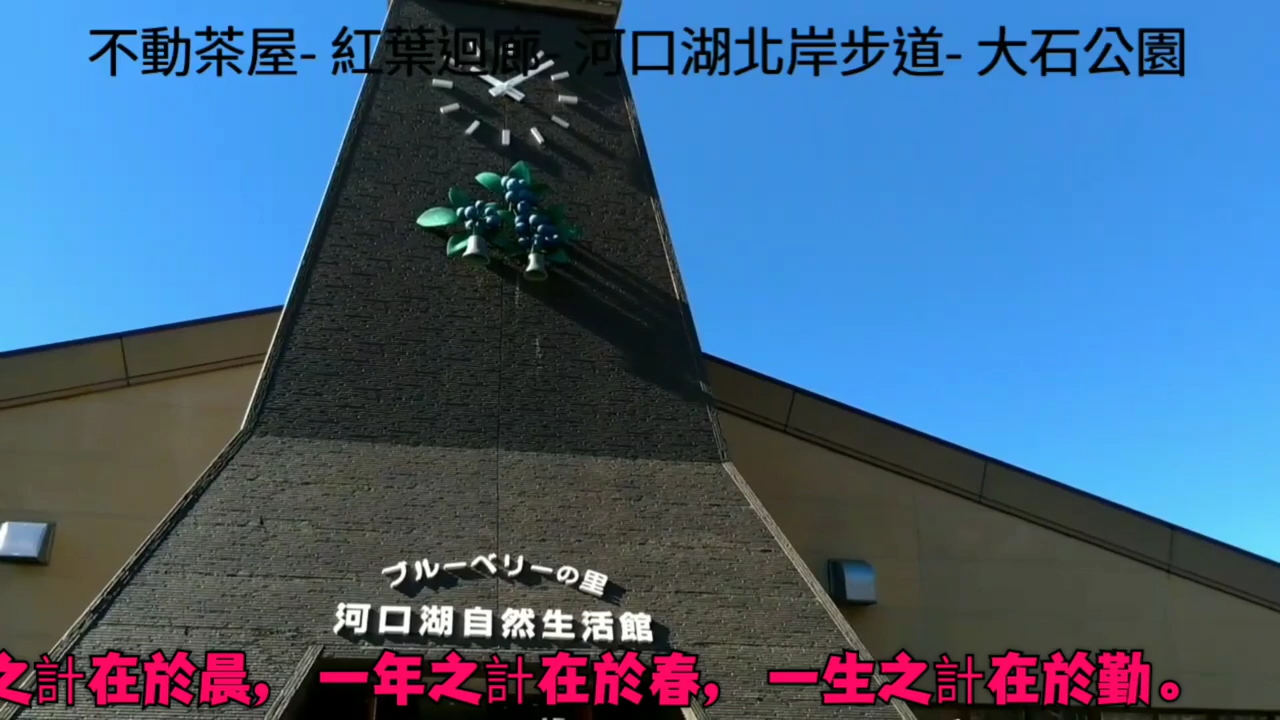 不動茶屋- 紅葉迴廊- 河口湖北岸步道- 大石公園
ブルーベリーの里
河口湖自然生活館
之計在於晨，一年之計在於春，一生之計在於勤。